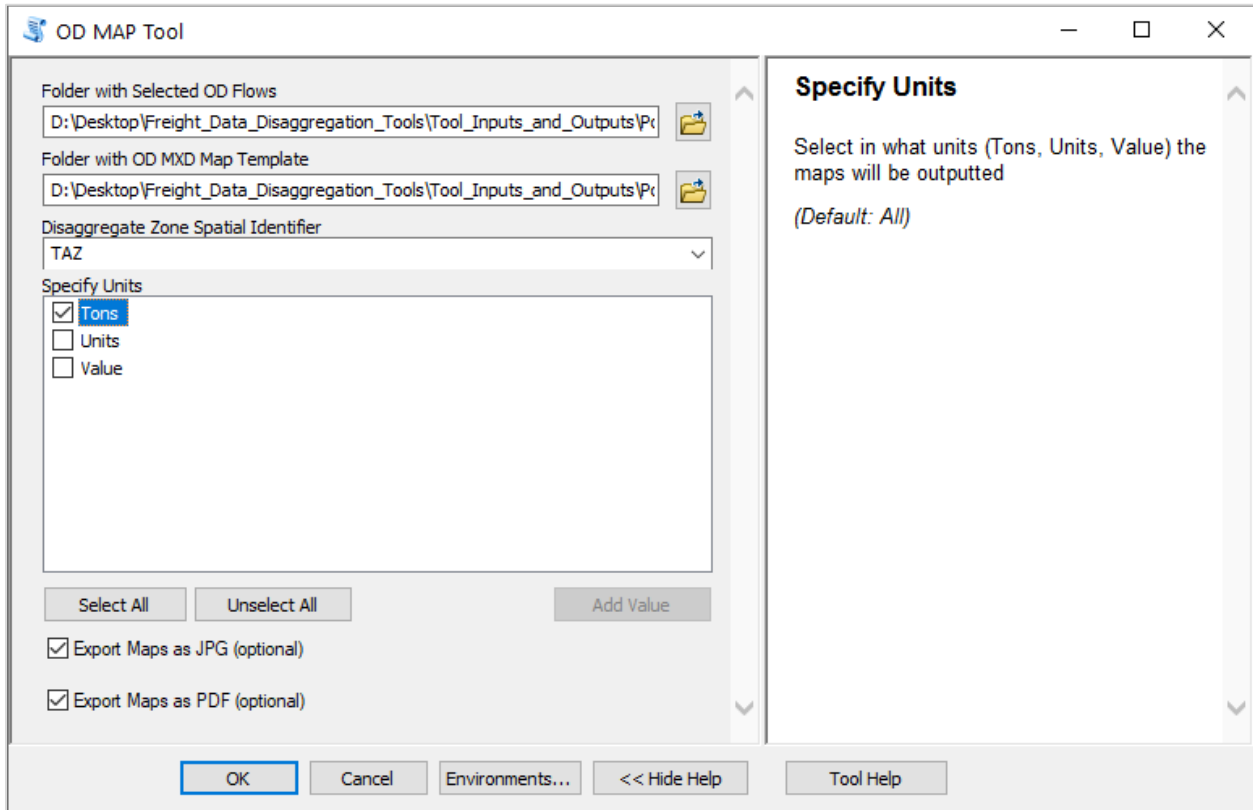 OD MAP Tool
Folder with Selected OD Flows
D:\Desktop\Freight_Data_Disaggregation_Tools\Tool_Inputs_and_Outputs\Po
Folder with OD MXD Map Template
D:\Desktop\Freight_Data_Disaggregation_Tools\Tool_Inputs_and_Outputs\Po
Disaggregate Zone Spatial Identifier
TAZ
Specify Units
Tons
Units
Value
Select All Unselect All Add Value
Export Maps as JPG (optional)
Export Maps as PDF (optional)
Specify Units
Select in what units (Tons, Units, Value) the
maps will be outputted
(Default: All)
OK Cancel Environments... << Hide Help Tool Help